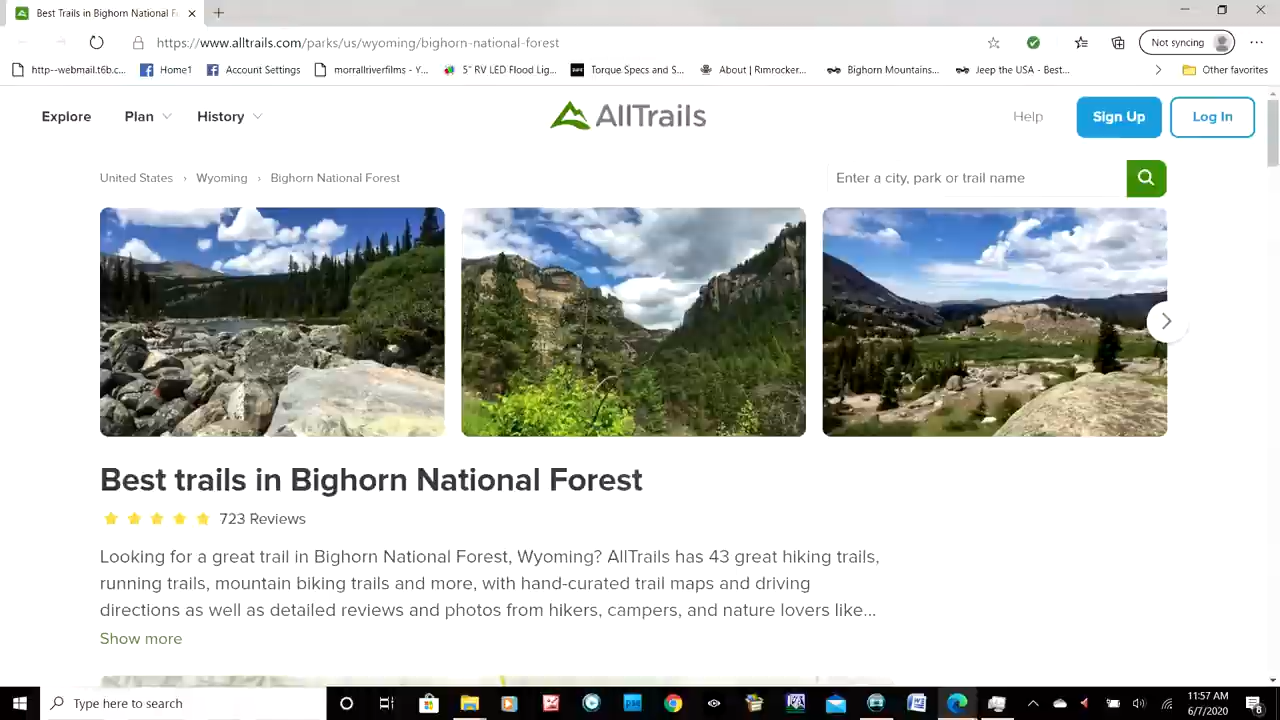 Best Trails in Bighorn National F
https://www.alltrails.com/parks/us/wyoming/bighorn-national-forest
Not syncing
http--webmail.t6b.c... Home1 Account Settings morrallriverfilms - Y... 5" RV LED Flood Lig... Torque Specs and S... About | Rimrocker... Bighorn Mountains... Jeep the USA - Best... Other favorites
Explore Plan History AllTrails Help Sign Up Log In
United States › Wyoming › Bighorn National Forest Enter a city, park or trail name
Best trails in Bighorn National Forest
723 Reviews
Looking for a great trail in Bighorn National Forest, Wyoming? AllTrails has 43 great hiking trails,
running trails, mountain biking trails and more, with hand-curated trail maps and driving
directions as well as detailed reviews and photos from hikers, campers, and nature lovers like...
Show more
Type here to search
11:57 AM
6/7/2020
8